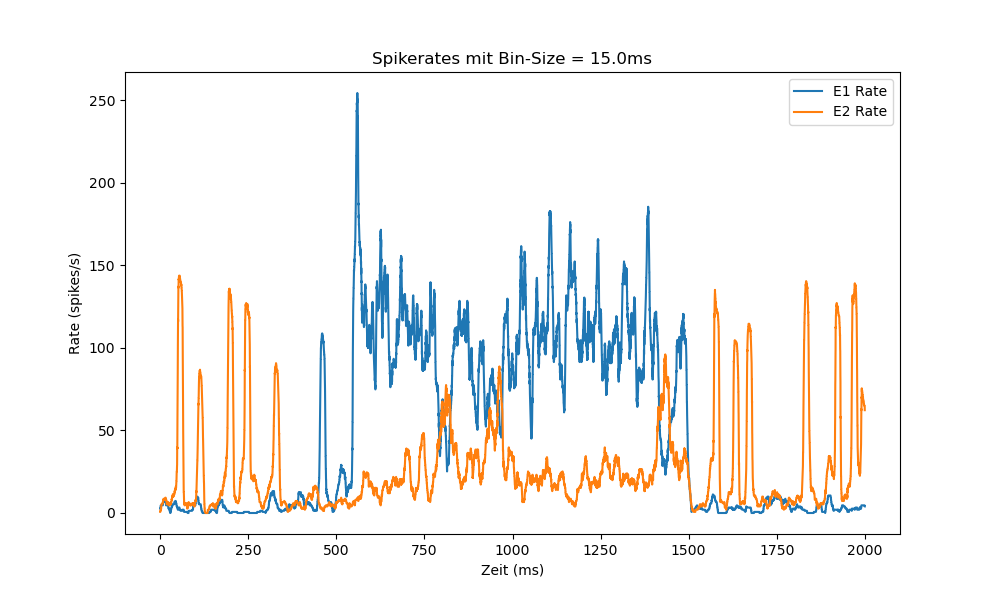 Spikerates mit Bin-Size = 15.0ms
E1 Rate
E2 Rate
Rate (spikes/s)
250
200
150
100
50
0
0 250 500 750 1000 1250 1500 1750 2000
Zeit (ms)